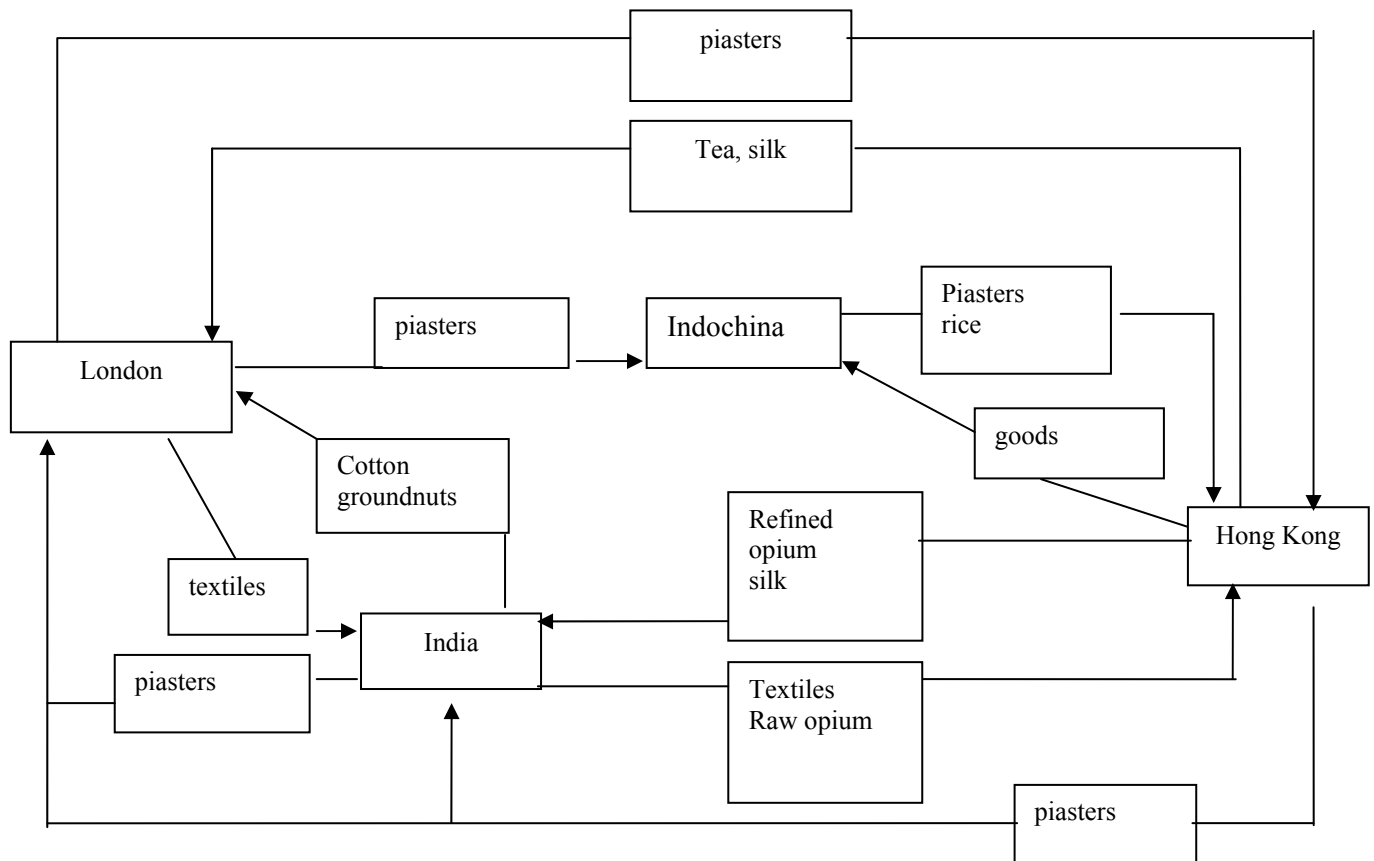 piasters
Tea, silk
Piasters
rice
piasters
Indochina
London
goods
Cotton
groundnuts
Refined
opium
silk
Hong Kong
textiles
India
piasters
Textiles
Raw opium
piasters